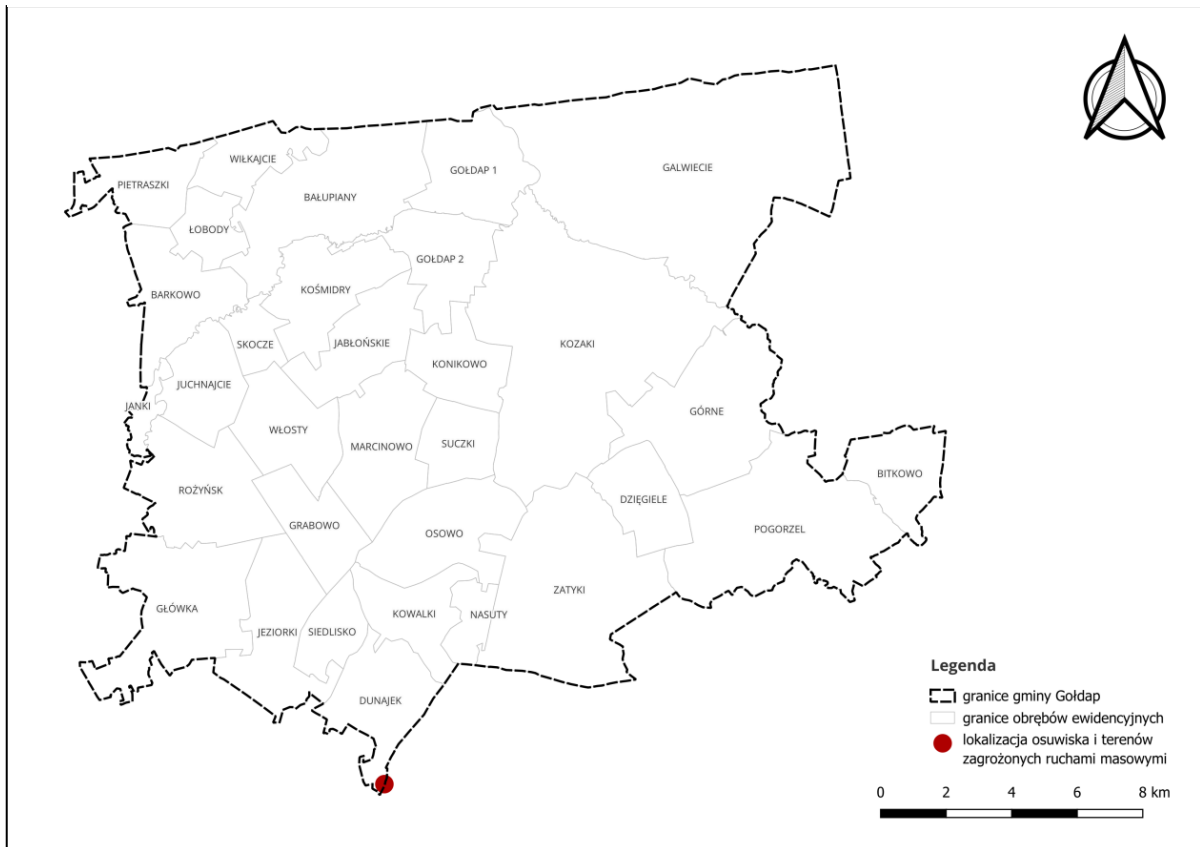 WIŁKAJCIE
PIETRASZKI
BAŁUPIANY
GOŁDAP 1
GALWIECIE
ŁOBODY
GOŁDAP 2
BARKOWO
KOŚMIDRY
SKOCZE
JABŁOŃSKIE
KOZAKI
KONIKOWO
JUCHNAJCIE
JANKI
GÓRNE
WŁOSTY
MARCINOWO
SUCZKI
BITKOWO
ROŻYŃSK
DZIĘGIELE
GRABOWO
OSOWO
POGORZEL
ZATYKI
GŁÓWKA
KOWALKI
NASUTY
JEZIORKI
SIEDLISKO
DUNAJEK
Legenda
granice gminy Gołdap
granice obrębów ewidencyjnych
lokalizacja osuwiska i terenów
zagrożonych ruchami masowymi
0 2 4 6 8 km